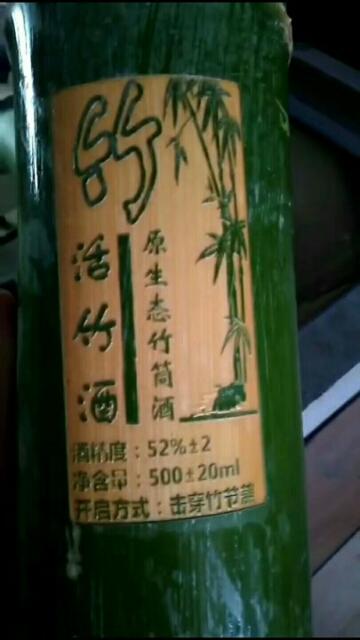 竹
活竹酒
原生态竹筒酒
酒精度：52%±2
净含量：500±20ml
开启方式：击穿竹节盖